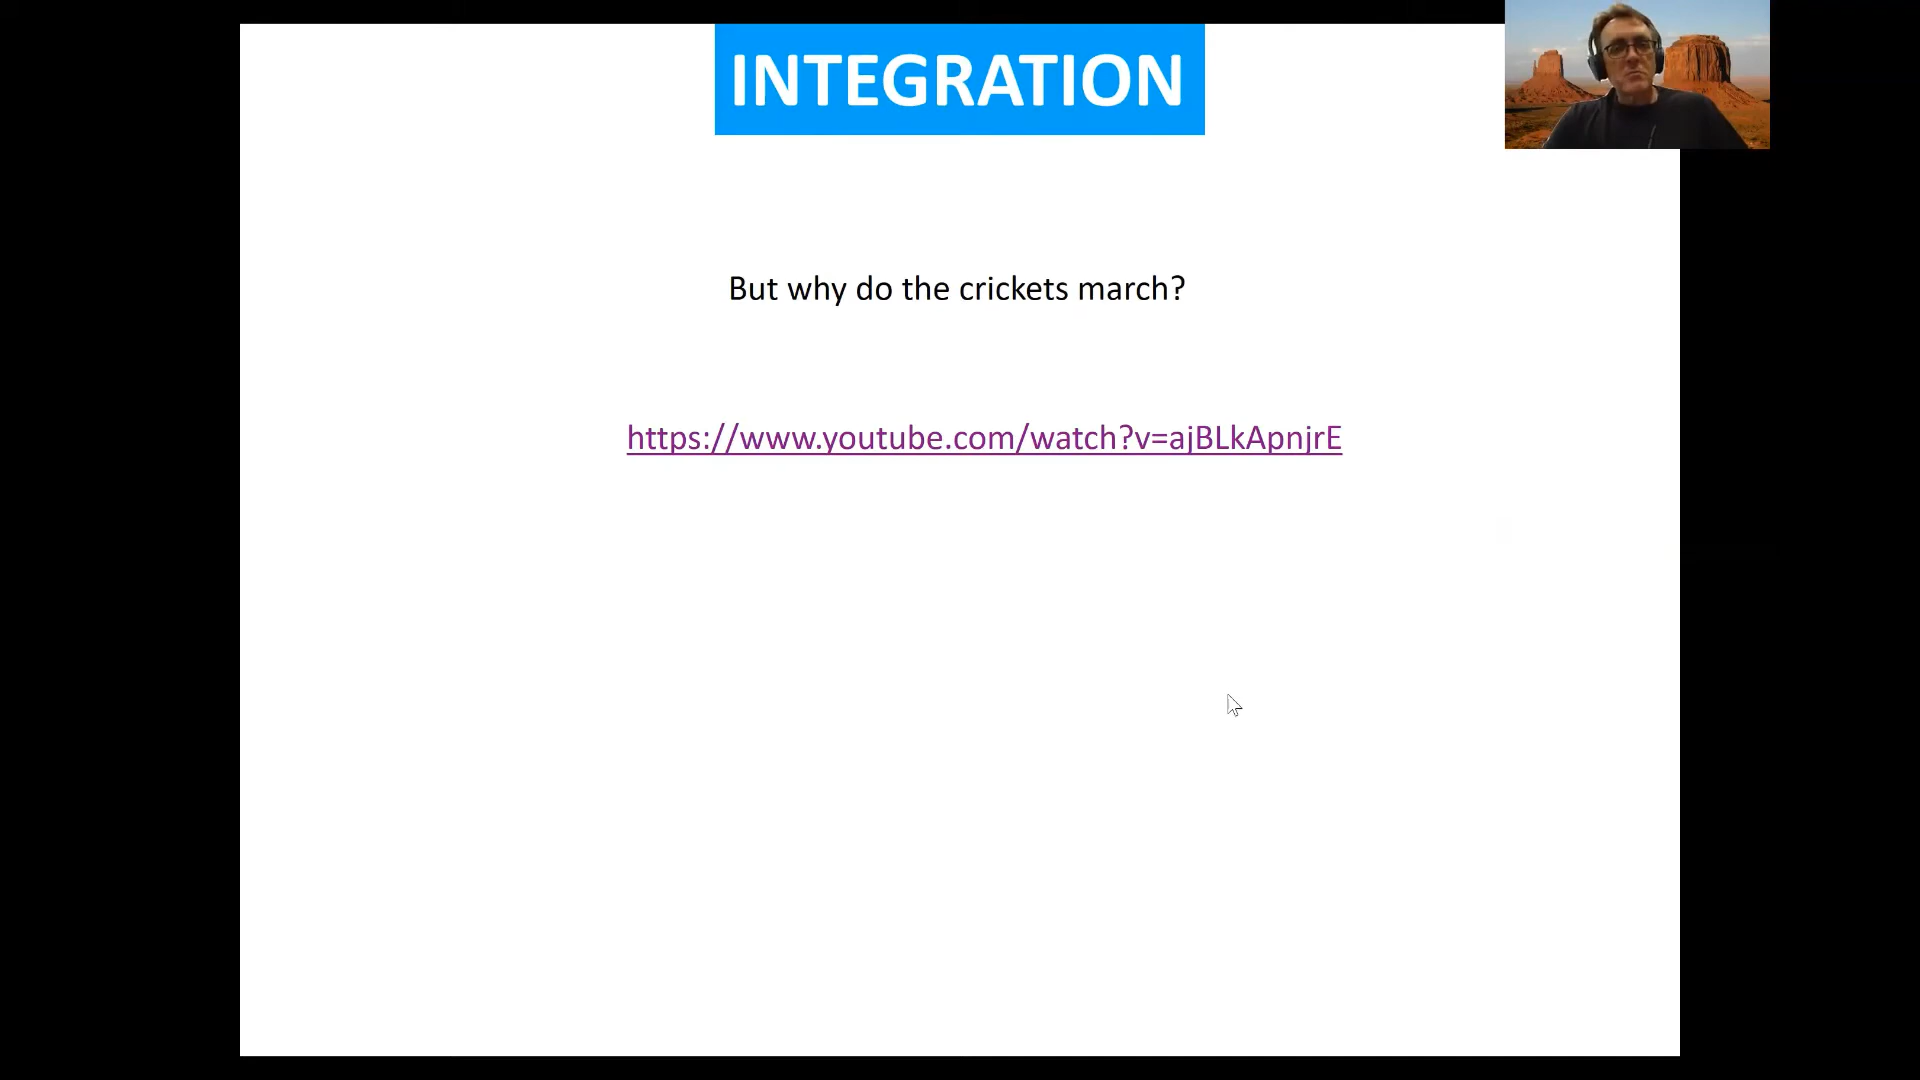 INTEGRATION
But why do the crickets march?
https://www.youtube.com/watch?v=ajBLkApnjrE